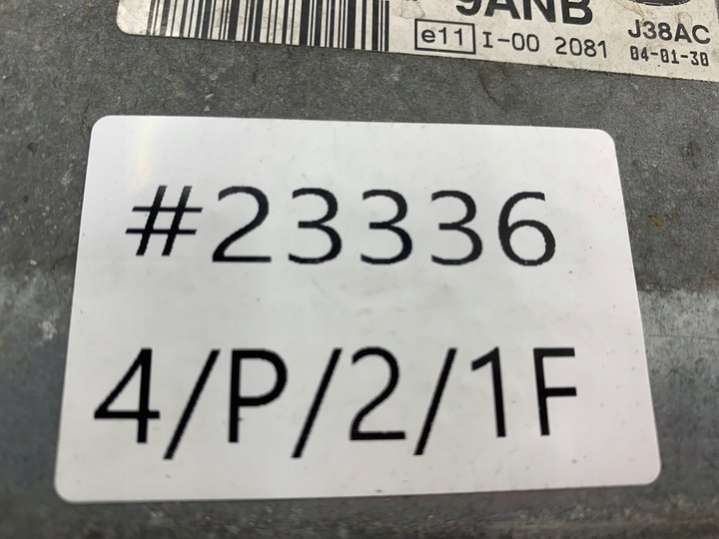 9ANB
J38AC
e11 I-00 2081 04-01-30
#23336
4/P/2/1F